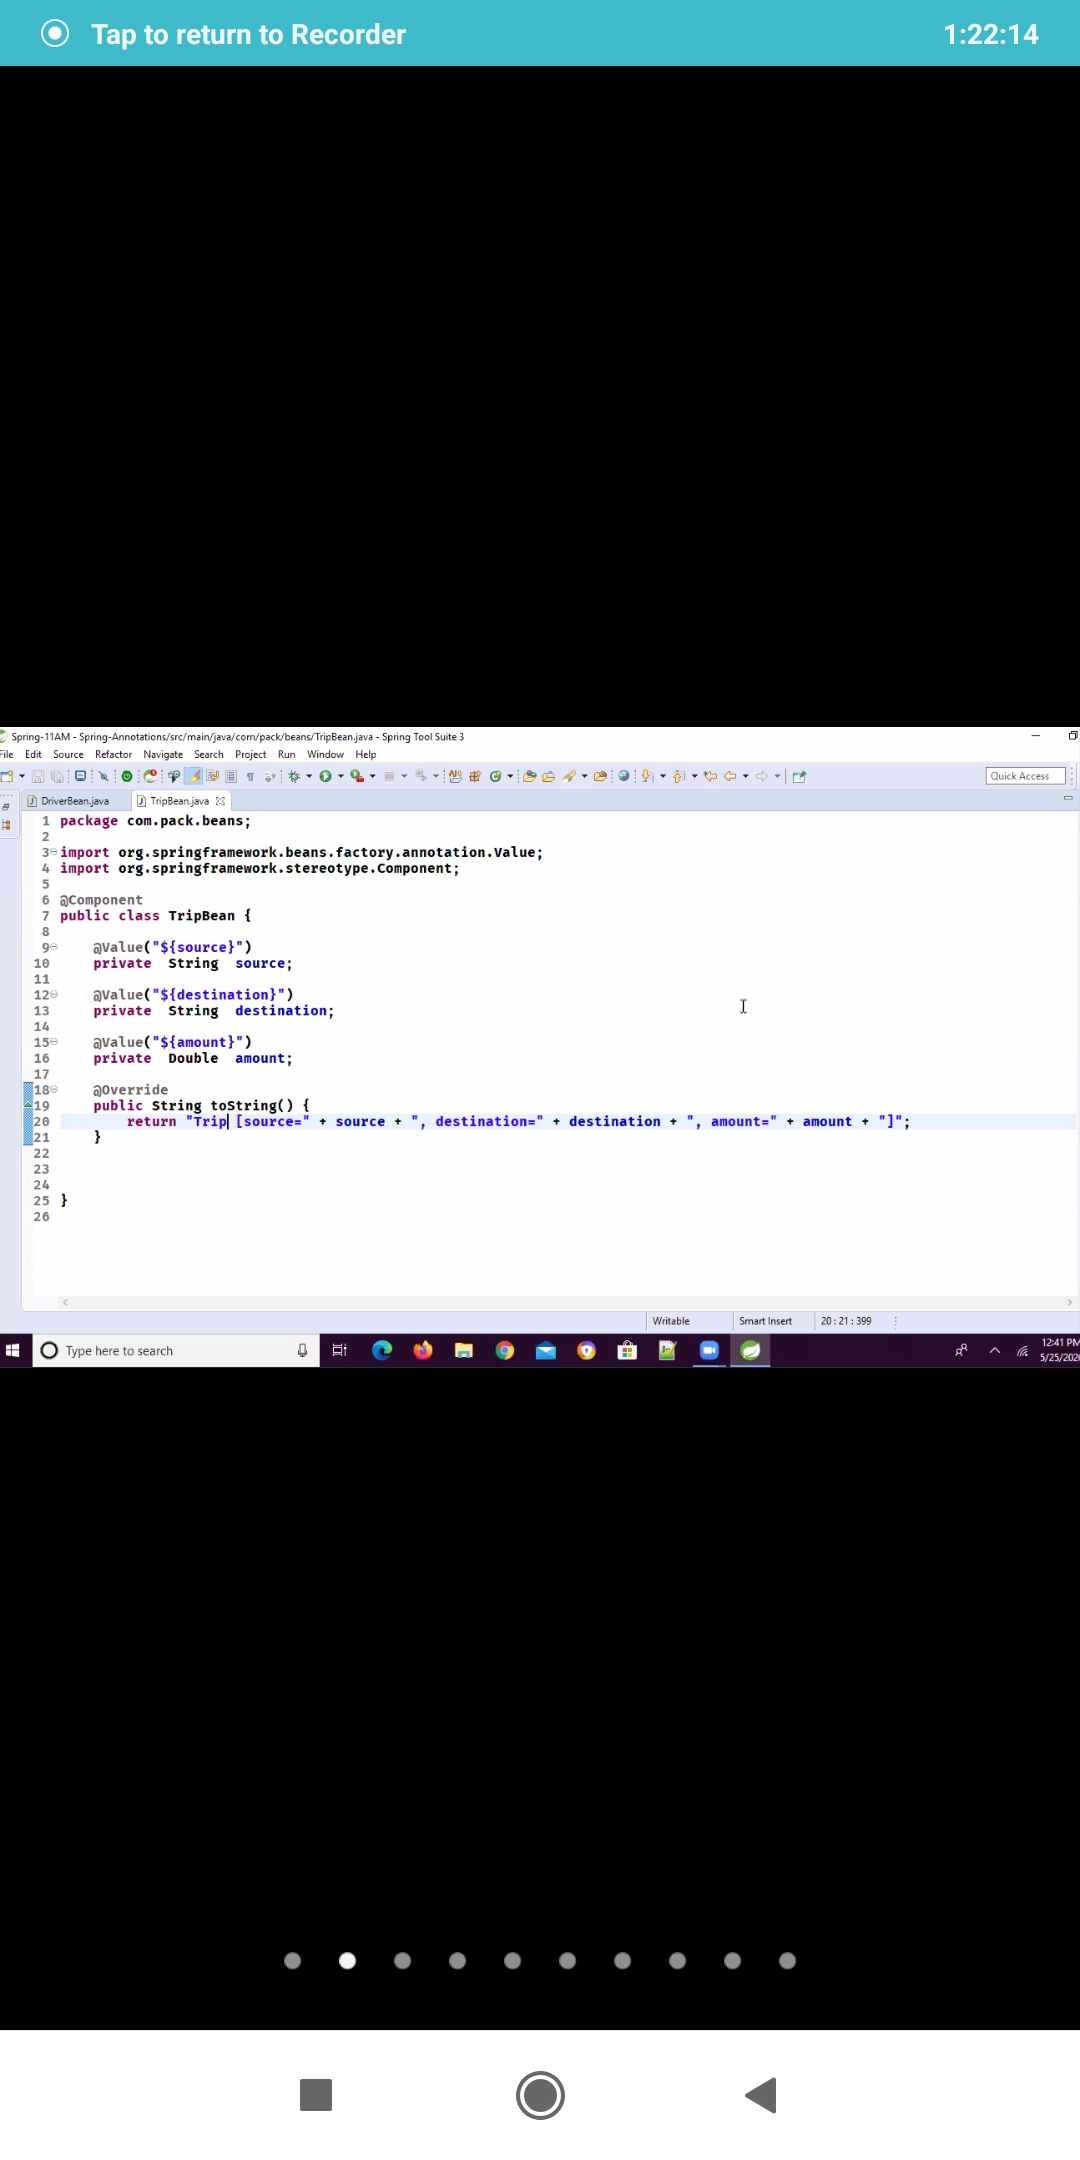 Tap to return to Recorder 1:22:14
Spring-11AM - Spring-Annotations/src/main/java/com/pack/beans/TripBean.java - Spring Tool Suite 3
File Edit Source Refactor Navigate Search Project Run Window Help
Quick Access
DriverBean.java TripBean.java
1 package com.pack.beans;
2
3 import org.springframework.beans.factory.annotation.Value;
4 import org.springframework.stereotype.Component;
5
6 @Component
7 public class TripBean {
8
9 @Value("${source}")
10 private String source;
11
12 @Value("${destination}")
13 private String destination;
14
15 @Value("${amount}")
16 private Double amount;
17
18 @Override
19 public String toString() {
20 return "Trip [source=" + source + ", destination=" + destination + ", amount=" + amount + "]";
21 }
22
23
24
25 }
26
Writable Smart Insert 20 : 21 : 399
Type here to search
12:41 PM
5/25/202